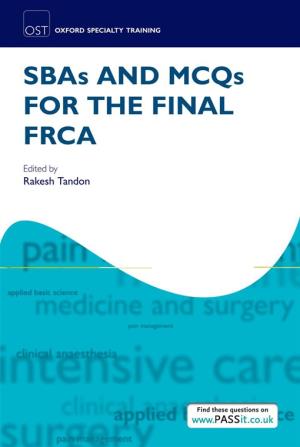 OST OXFORD SPECIALTY TRAINING
SBAs AND MCQs
FOR THE FINAL
FRCA
Edited by
Rakesh Tandon
pain
applied basic science
medicine and surgery
pain management
clinical anaesthesia
intensive care
Find these questions on
applied b
www.PASSit.co.uk
surgery
pain management